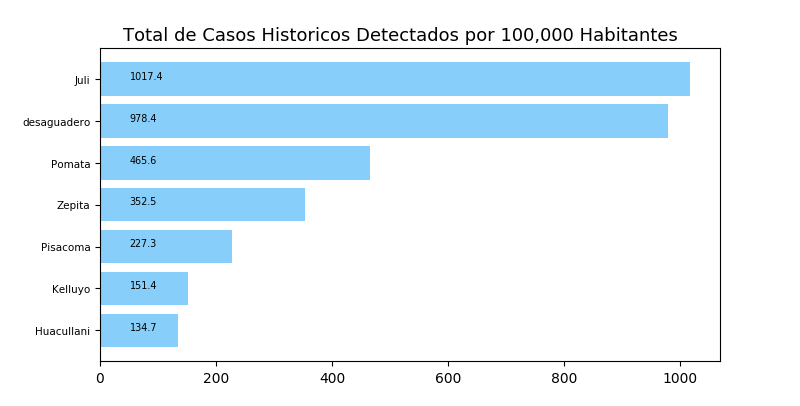 Total de Casos Historicos Detectados por 100,000 Habitantes
Juli 1017.4
desaguadero 978.4
Pomata 465.6
Zepita 352.5
Pisacoma 227.3
Kelluyo 151.4
Huacullani 134.7
0 200 400 600 800 1000